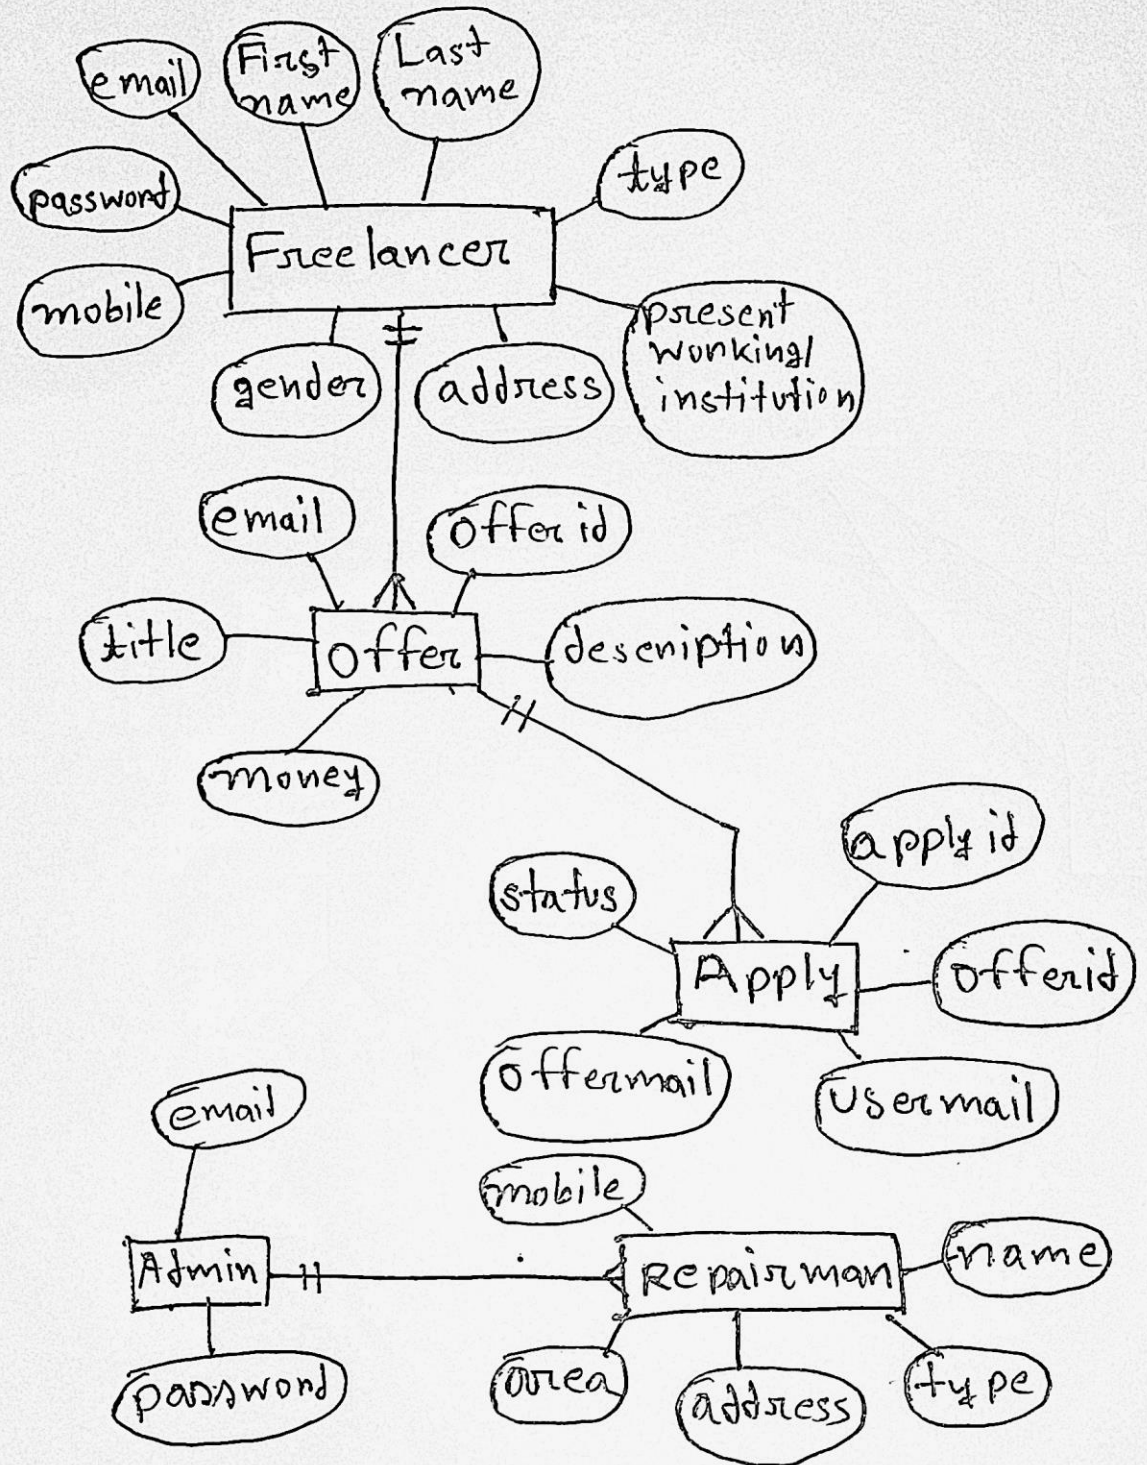 email
First
name
Last
name
password
type
Freelancer
mobile
present
working/
institution
gender
address
email
offer id
title
offer
description
money
apply id
status
Apply
offerid
offermail
usermail
email
mobile
Admin
Repairman
name
password
area
address
type